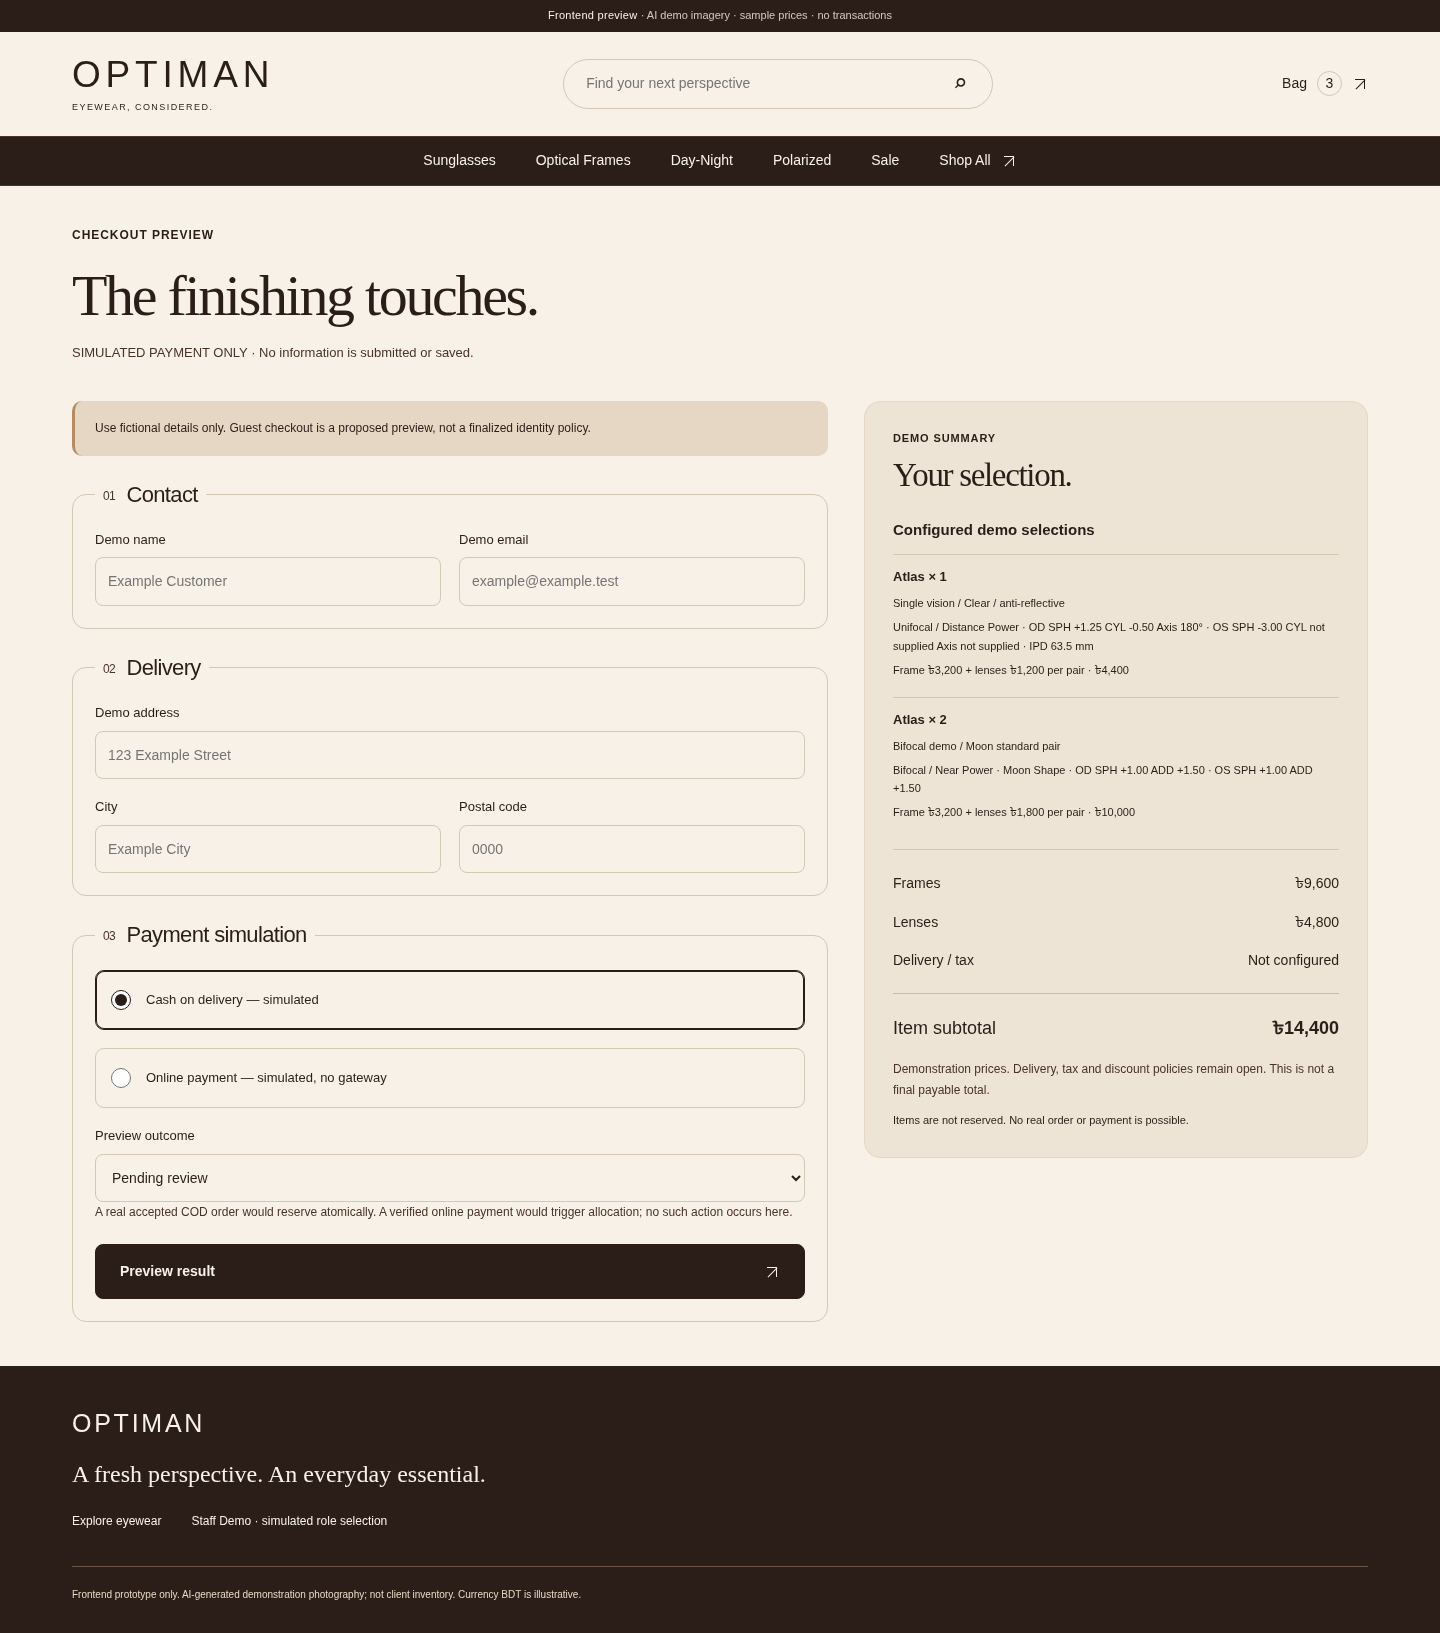 Frontend preview · AI demo imagery · sample prices · no transactions
OPTIMAN
EYEWEAR, CONSIDERED.
Find your next perspective
Bag 3
Sunglasses Optical Frames Day-Night Polarized Sale Shop All
CHECKOUT PREVIEW
The finishing touches.
SIMULATED PAYMENT ONLY · No information is submitted or saved.
Use fictional details only. Guest checkout is a proposed preview, not a finalized identity policy.
01 Contact
Demo name Demo email
Example Customer example@example.test
02 Delivery
Demo address
123 Example Street
City Postal code
Example City 0000
03 Payment simulation
Cash on delivery — simulated
Online payment — simulated, no gateway
Preview outcome
Pending review
A real accepted COD order would reserve atomically. A verified online payment would trigger allocation; no such action occurs here.
Preview result
DEMO SUMMARY
Your selection.
Configured demo selections
Atlas × 1
Single vision / Clear / anti-reflective
Unifocal / Distance Power · OD SPH +1.25 CYL -0.50 Axis 180° · OS SPH -3.00 CYL not
supplied Axis not supplied · IPD 63.5 mm
Frame ৳3,200 + lenses ৳1,200 per pair · ৳4,400
Atlas × 2
Bifocal demo / Moon standard pair
Bifocal / Near Power · Moon Shape · OD SPH +1.00 ADD +1.50 · OS SPH +1.00 ADD
+1.50
Frame ৳3,200 + lenses ৳1,800 per pair · ৳10,000
Frames ৳9,600
Lenses ৳4,800
Delivery / tax Not configured
Item subtotal ৳14,400
Demonstration prices. Delivery, tax and discount policies remain open. This is not a
final payable total.
Items are not reserved. No real order or payment is possible.
OPTIMAN
A fresh perspective. An everyday essential.
Explore eyewear Staff Demo · simulated role selection
Frontend prototype only. AI-generated demonstration photography; not client inventory. Currency BDT is illustrative.